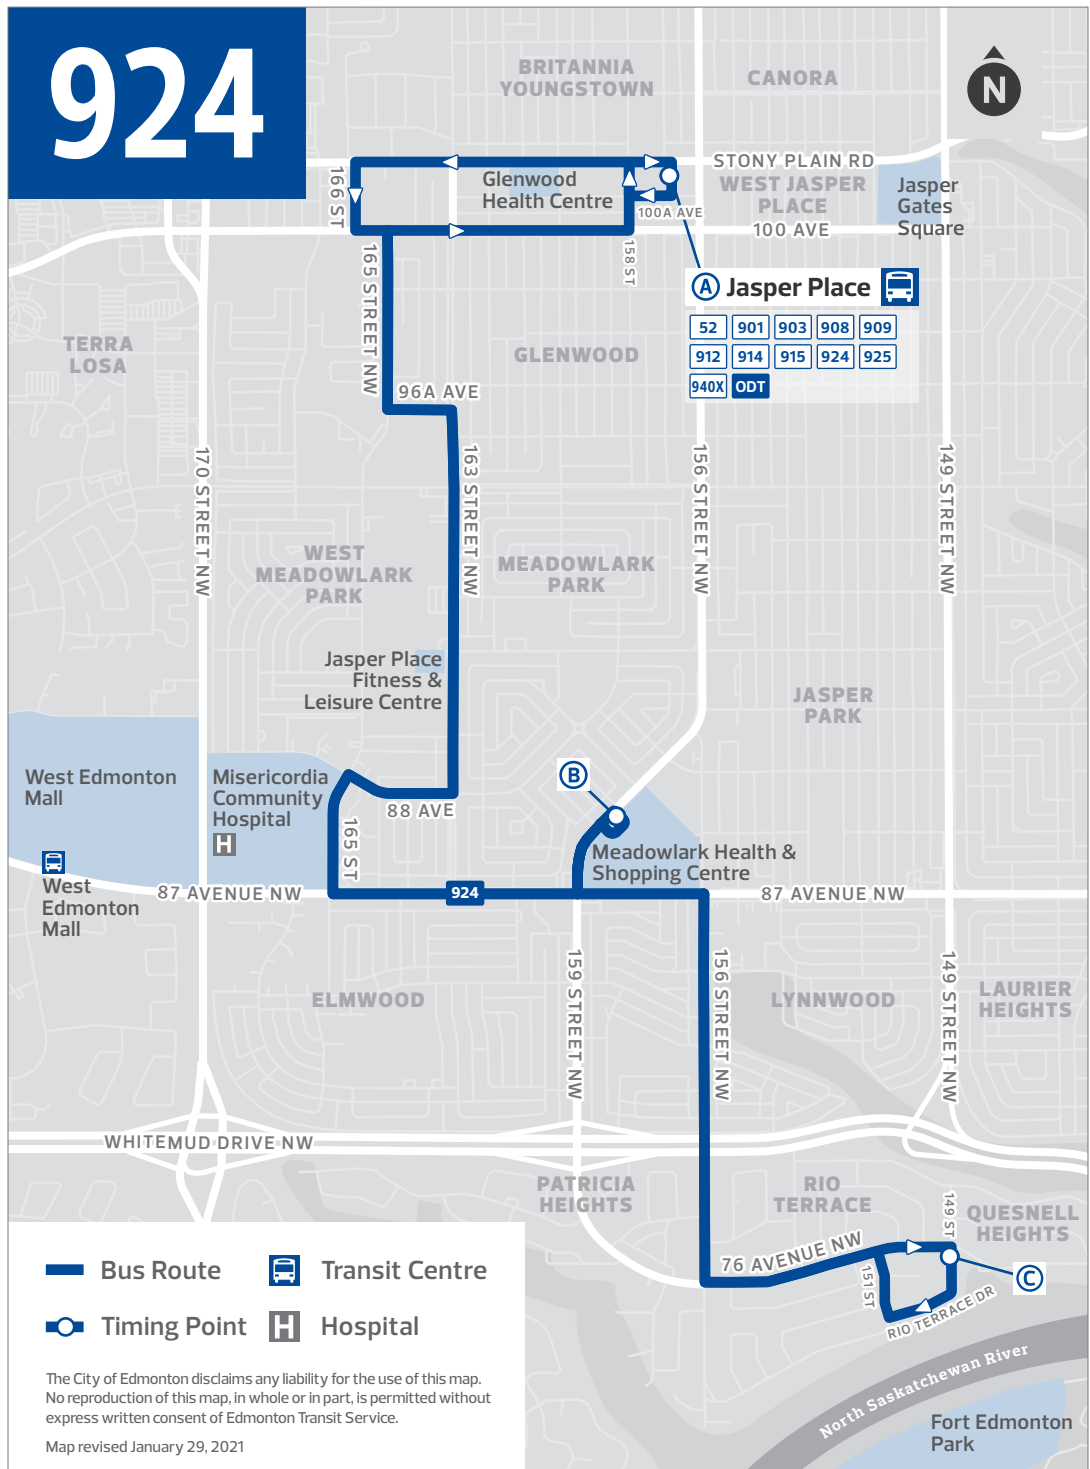 924
BRITANNIA
YOUNGSTOWN
CANORA
N
STONY PLAIN RD
166 ST
Glenwood
Health Centre
WEST JASPER
PLACE
Jasper
Gates
Square
100A AVE
100 AVE
158 ST
165 STREET NW
A Jasper Place
52 901 903 908 909
912 914 915 924 925
940X ODT
TERRA
LOSA
GLENWOOD
96A AVE
170 STREET NW
163 STREET NW
156 STREET NW
149 STREET NW
WEST
MEADOWLARK
PARK
MEADOWLARK
PARK
Jasper Place
Fitness &
Leisure Centre
JASPER
PARK
West Edmonton
Mall
Misericordia
Community
Hospital
H
B
88 AVE
165 ST
Meadowlark Health &
Shopping Centre
West
Edmonton
Mall
87 AVENUE NW
924
87 AVENUE NW
159 STREET NW
156 STREET NW
149 STREET NW
ELMWOOD
LYNNWOOD
LAURIER
HEIGHTS
WHITEMUD DRIVE NW
PATRICIA
HEIGHTS
RIO
TERRACE
149 ST
QUESNELL
HEIGHTS
76 AVENUE NW
151 ST
C
RIO TERRACE DR
North Saskatchewan River
Fort Edmonton
Park
Bus Route
Transit Centre
Timing Point
H Hospital
The City of Edmonton disclaims any liability for the use of this map.
No reproduction of this map, in whole or in part, is permitted without
express written consent of Edmonton Transit Service.
Map revised January 29, 2021